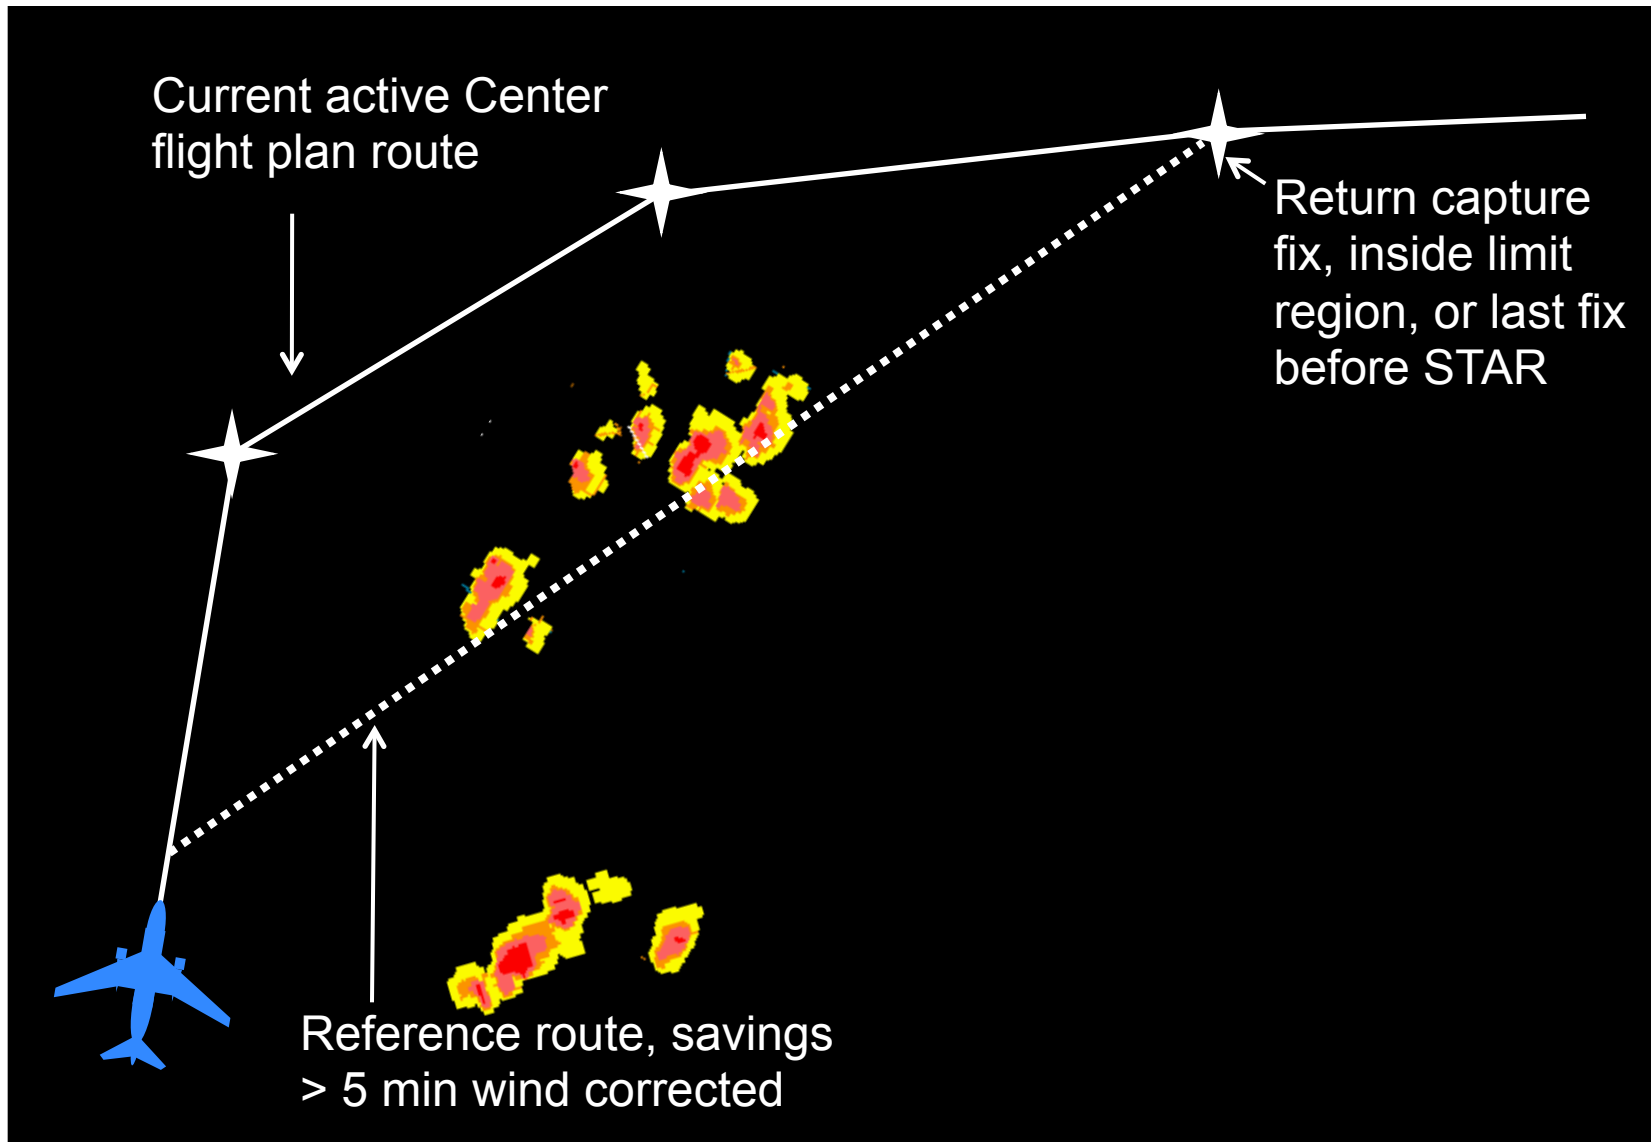 Current active Center
flight plan route
Return capture
fix, inside limit
region, or last fix
before STAR
Reference route, savings
> 5 min wind corrected